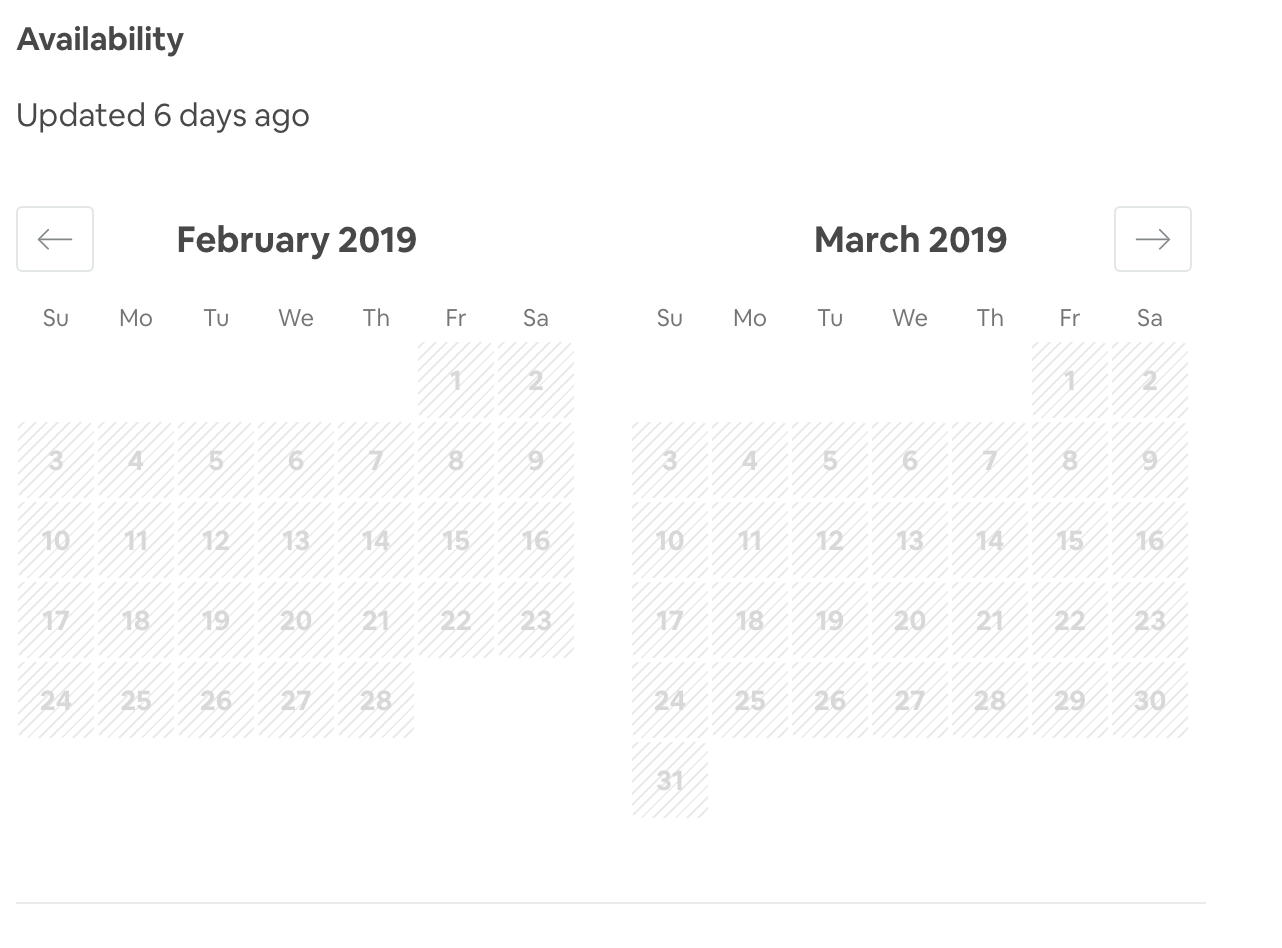 Availability
Updated 6 days ago
February 2019
Su Mo Tu We Th Fr Sa
1 2
3 4 5 6 7 8 9
10 11 12 13 14 15 16
17 18 19 20 21 22 23
24 25 26 27 28
March 2019
Su Mo Tu We Th Fr Sa
1 2
3 4 5 6 7 8 9
10 11 12 13 14 15 16
17 18 19 20 21 22 23
24 25 26 27 28 29 30
31